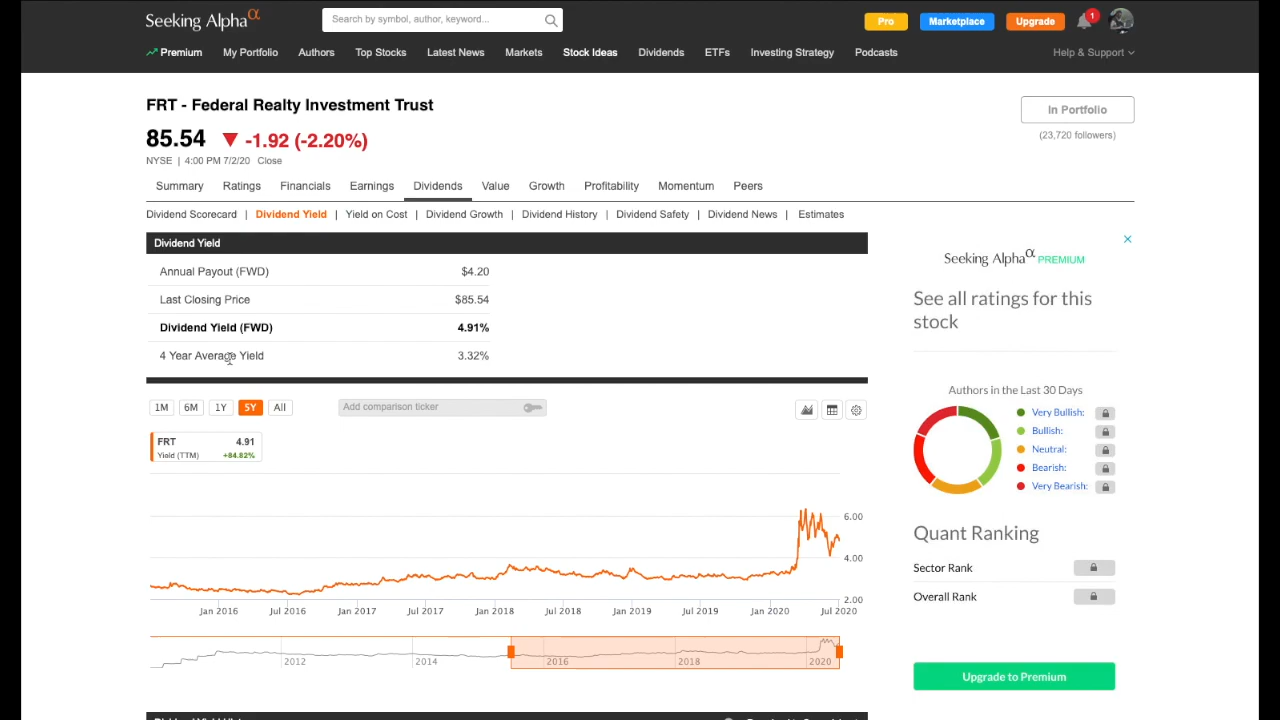 Seeking Alpha α
Search by symbol, author, keyword...
Pro
Marketplace
Upgrade
1
Premium My Portfolio Authors Top Stocks Latest News Markets Stock Ideas Dividends ETFs Investing Strategy Podcasts Help & Support
FRT - Federal Realty Investment Trust
In Portfolio
(23,720 followers)
85.54 ▼ -1.92 (-2.20%)
NYSE | 4:00 PM 7/2/20 Close
Summary Ratings Financials Earnings Dividends Value Growth Profitability Momentum Peers
Dividend Scorecard | Dividend Yield | Yield on Cost | Dividend Growth | Dividend History | Dividend Safety | Dividend News | Estimates
Dividend Yield
Annual Payout (FWD) $4.20
Last Closing Price $85.54
Dividend Yield (FWD) 4.91%
4 Year Average Yield 3.32%
1M 6M 1Y 5Y All
Add comparison ticker
FRT 4.91
Yield (TTM) +84.82%
6.00
4.00
2.00
Jan 2016 Jul 2016 Jan 2017 Jul 2017 Jan 2018 Jul 2018 Jan 2019 Jul 2019 Jan 2020 Jul 2020
2012 2014 2016 2018 2020
Seeking Alpha α PREMIUM
See all ratings for this
stock
Authors in the Last 30 Days
Very Bullish:
Bullish:
Neutral:
Bearish:
Very Bearish:
Quant Ranking
Sector Rank
Overall Rank
Upgrade to Premium